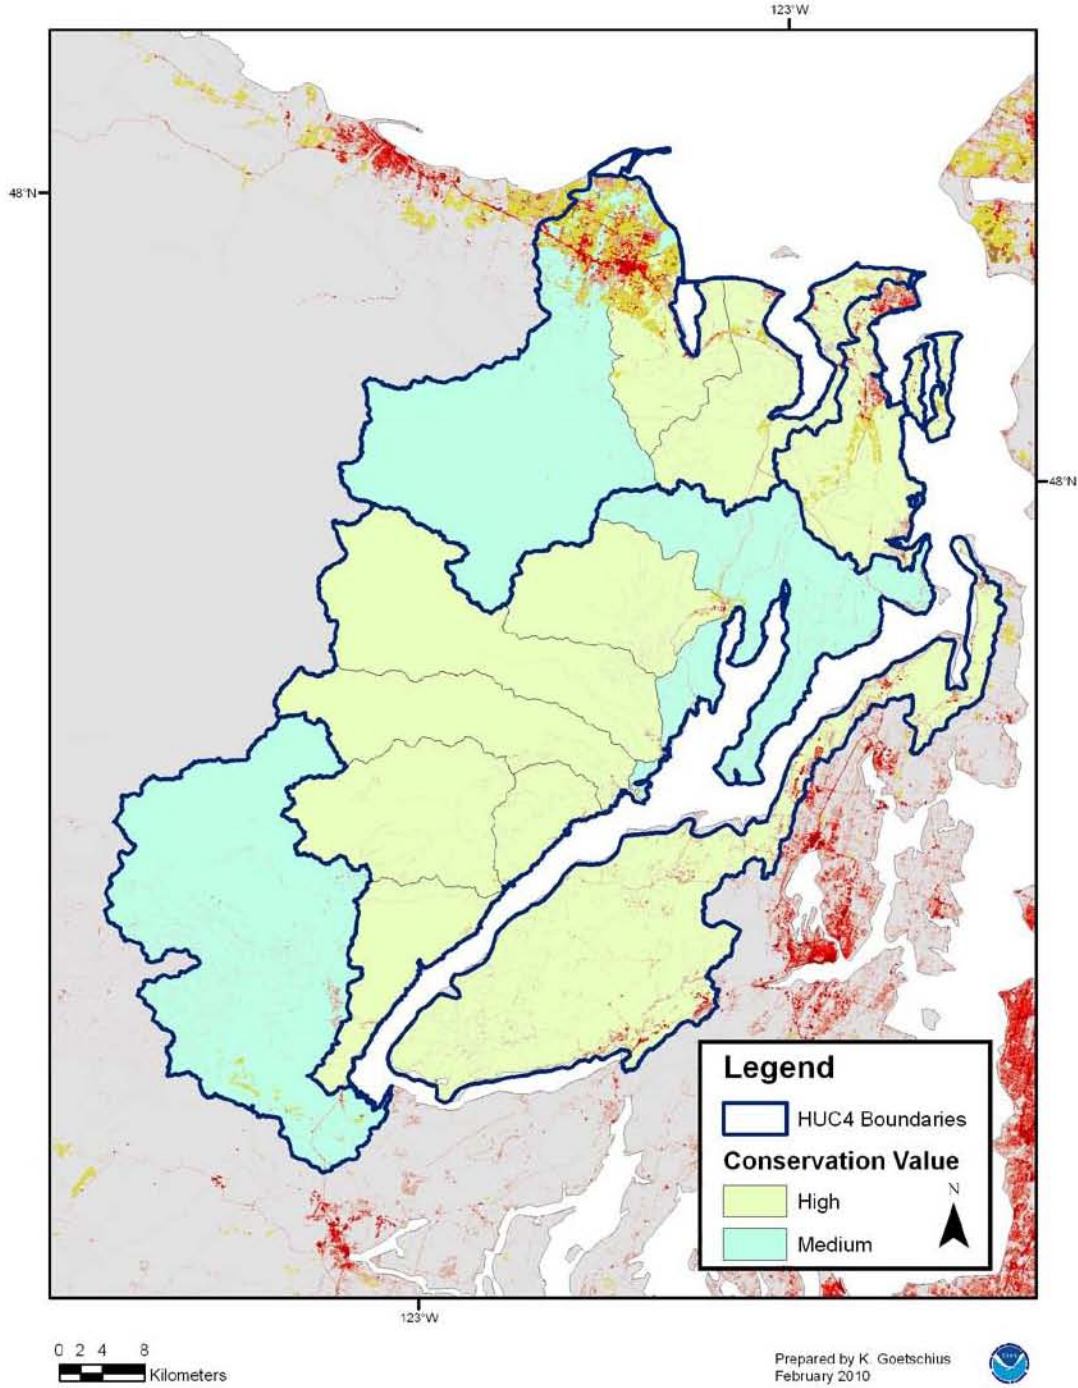 123°W
48°N
48°N
Legend
HUC4 Boundaries
Conservation Value
High
N
Medium
123°W
0 2 4 8
Kilometers
Prepared by K. Goetschius
February 2010